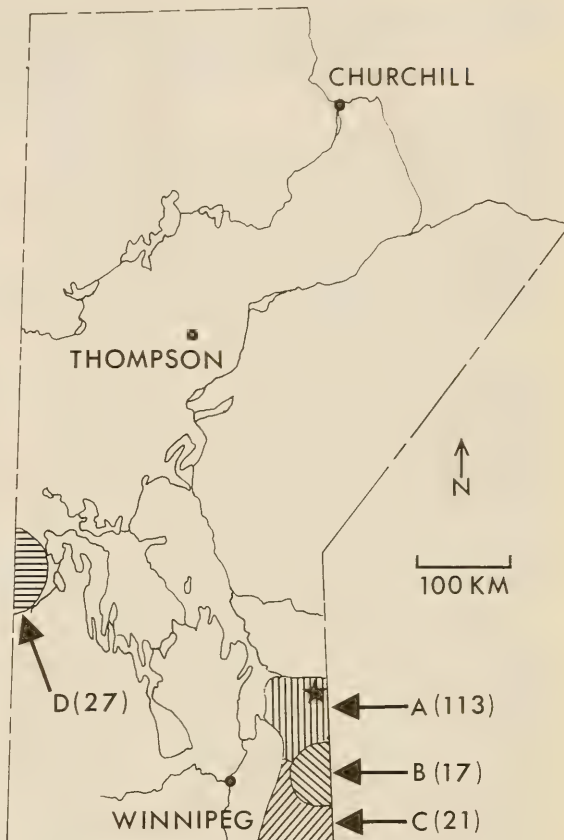 CHURCHILL
THOMPSON
N
100 KM
D (27)
A (113)
B (17)
WINNIPEG
C (21)